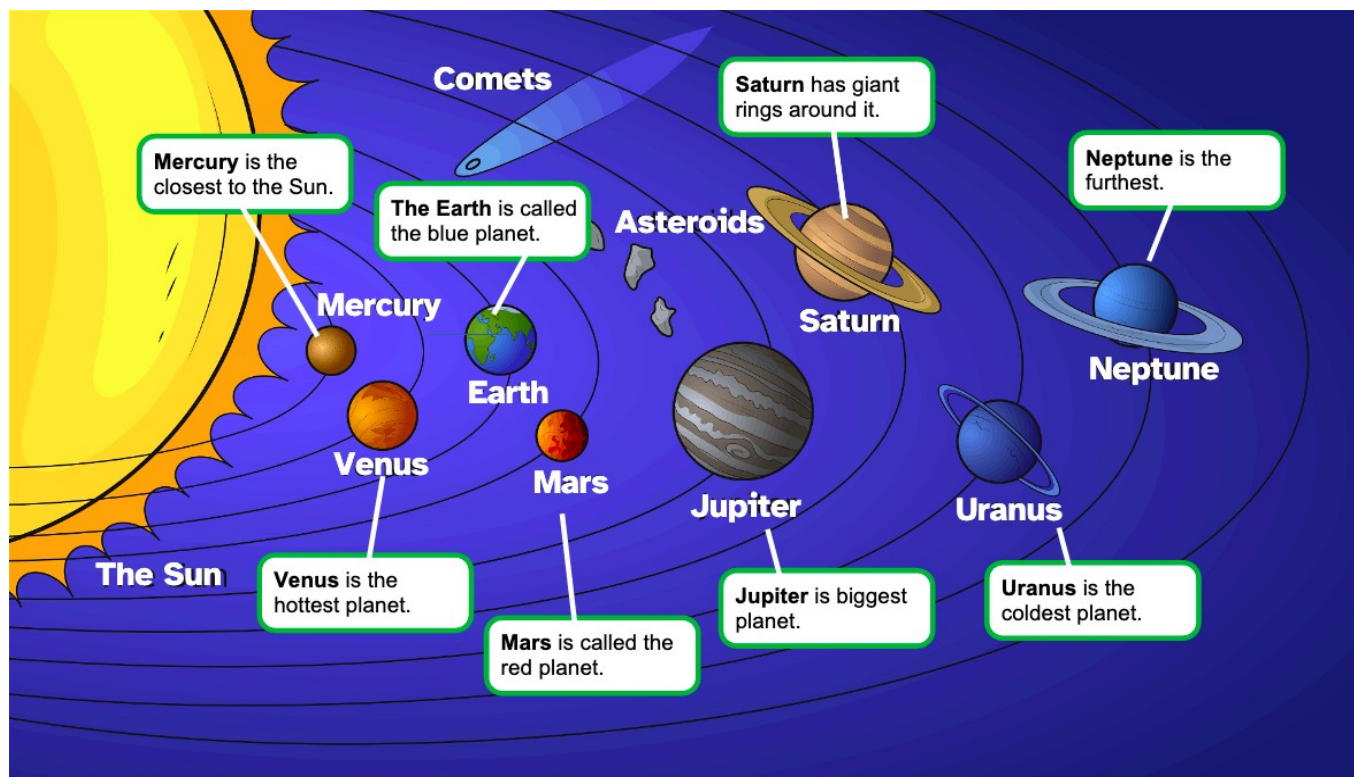 Comets
Saturn has giant
rings around it.
Mercury is the
closest to the Sun.
Neptune is the
furthest.
The Earth is called
the blue planet.
Asteroids
Mercury
Saturn
Neptune
Earth
Venus
Mars
Jupiter
Uranus
The Sun
Venus is the
hottest planet.
Mars is called the
red planet.
Jupiter is biggest
planet.
Uranus is the
coldest planet.